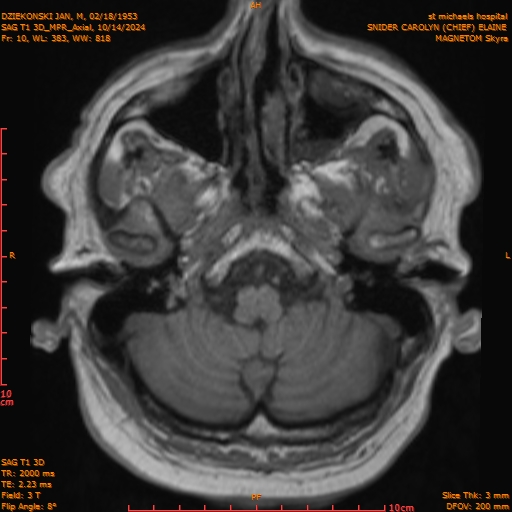 AH
DZIEKONSKI JAN, M, 02/18/1953
SAG T1 3D_MPR_Axial, 10/14/2024
Fr: 10, WL: 383, WW: 818
st michaels hospital
SNIDER CAROLYN (CHIEF) ELAINE
MAGNETOM Skyra
R
L
10
cm
SAG T1 3D
TR: 2000 ms
TE: 2.23 ms
Field: 3 T
Flip Angle: 8°
PF
10cm
Slice Thk: 3 mm
DFOV: 200 mm